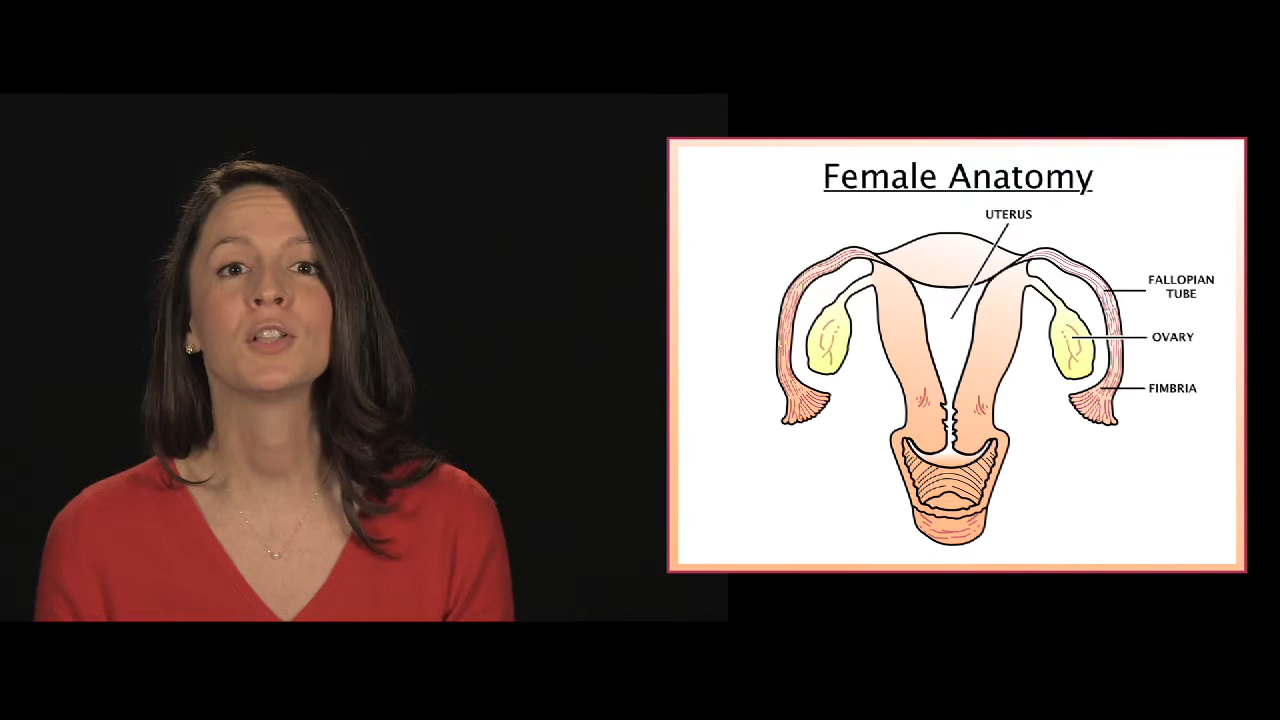 Female Anatomy
UTERUS
FALLOPIAN
TUBE
OVARY
FIMBRIA